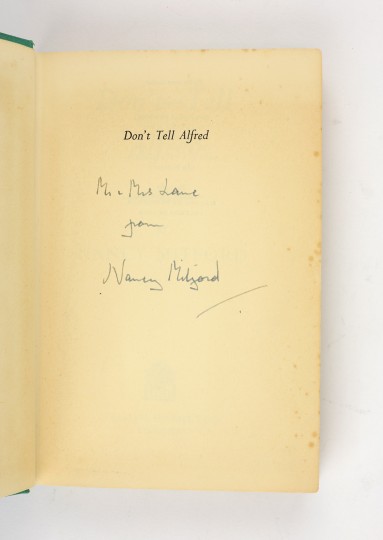 Don't Tell Alfred
Mr & Mrs Lane
from
Nancy Mitford